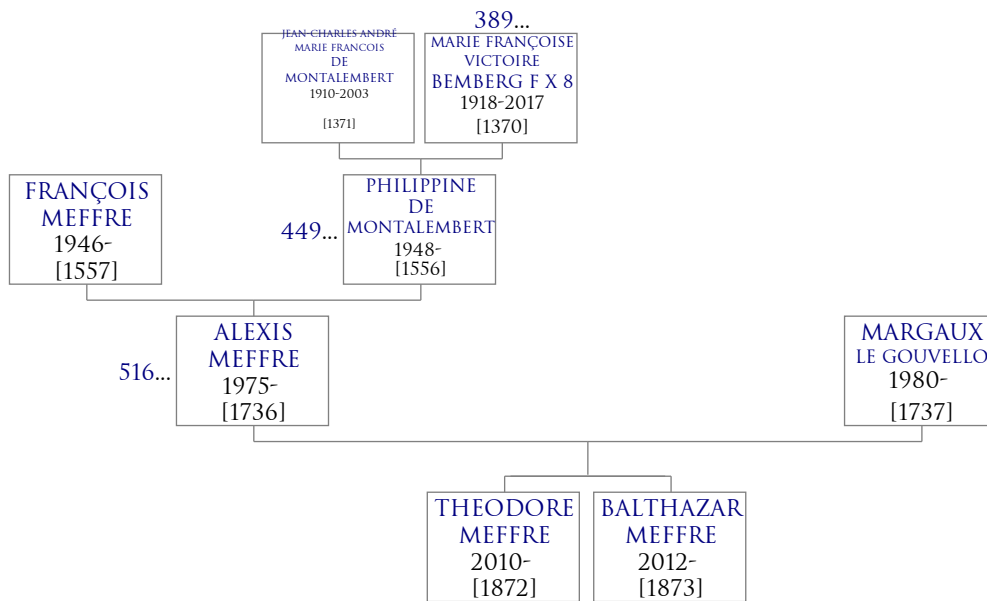 389...
JEAN-CHARLES ANDRÉ
MARIE FRANCOIS
DE
MONTALEMBERT
1910-2003
[1371]
MARIE FRANÇOISE
VICTOIRE
BEMBERG F X 8
1918-2017
[1370]
FRANÇOIS
MEFFRE
1946-
[1557]
449...
PHILIPPINE
DE
MONTALEMBERT
1948-
[1556]
516...
ALEXIS
MEFFRE
1975-
[1736]
MARGAUX
LE GOUVELLO
1980-
[1737]
THEODORE
MEFFRE
2010-
[1872]
BALTHAZAR
MEFFRE
2012-
[1873]